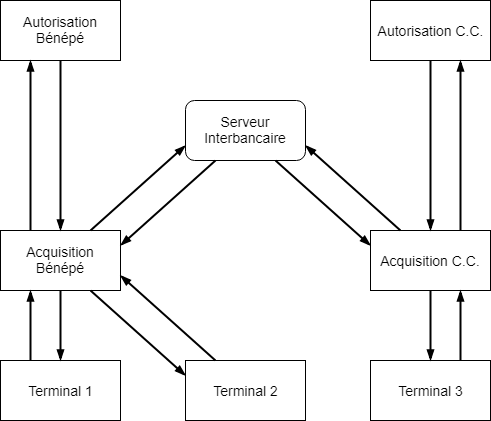 Autorisation
Bénépé
Autorisation C.C.
Serveur
Interbancaire
Acquisition
Bénépé
Acquisition C.C.
Terminal 1
Terminal 2
Terminal 3